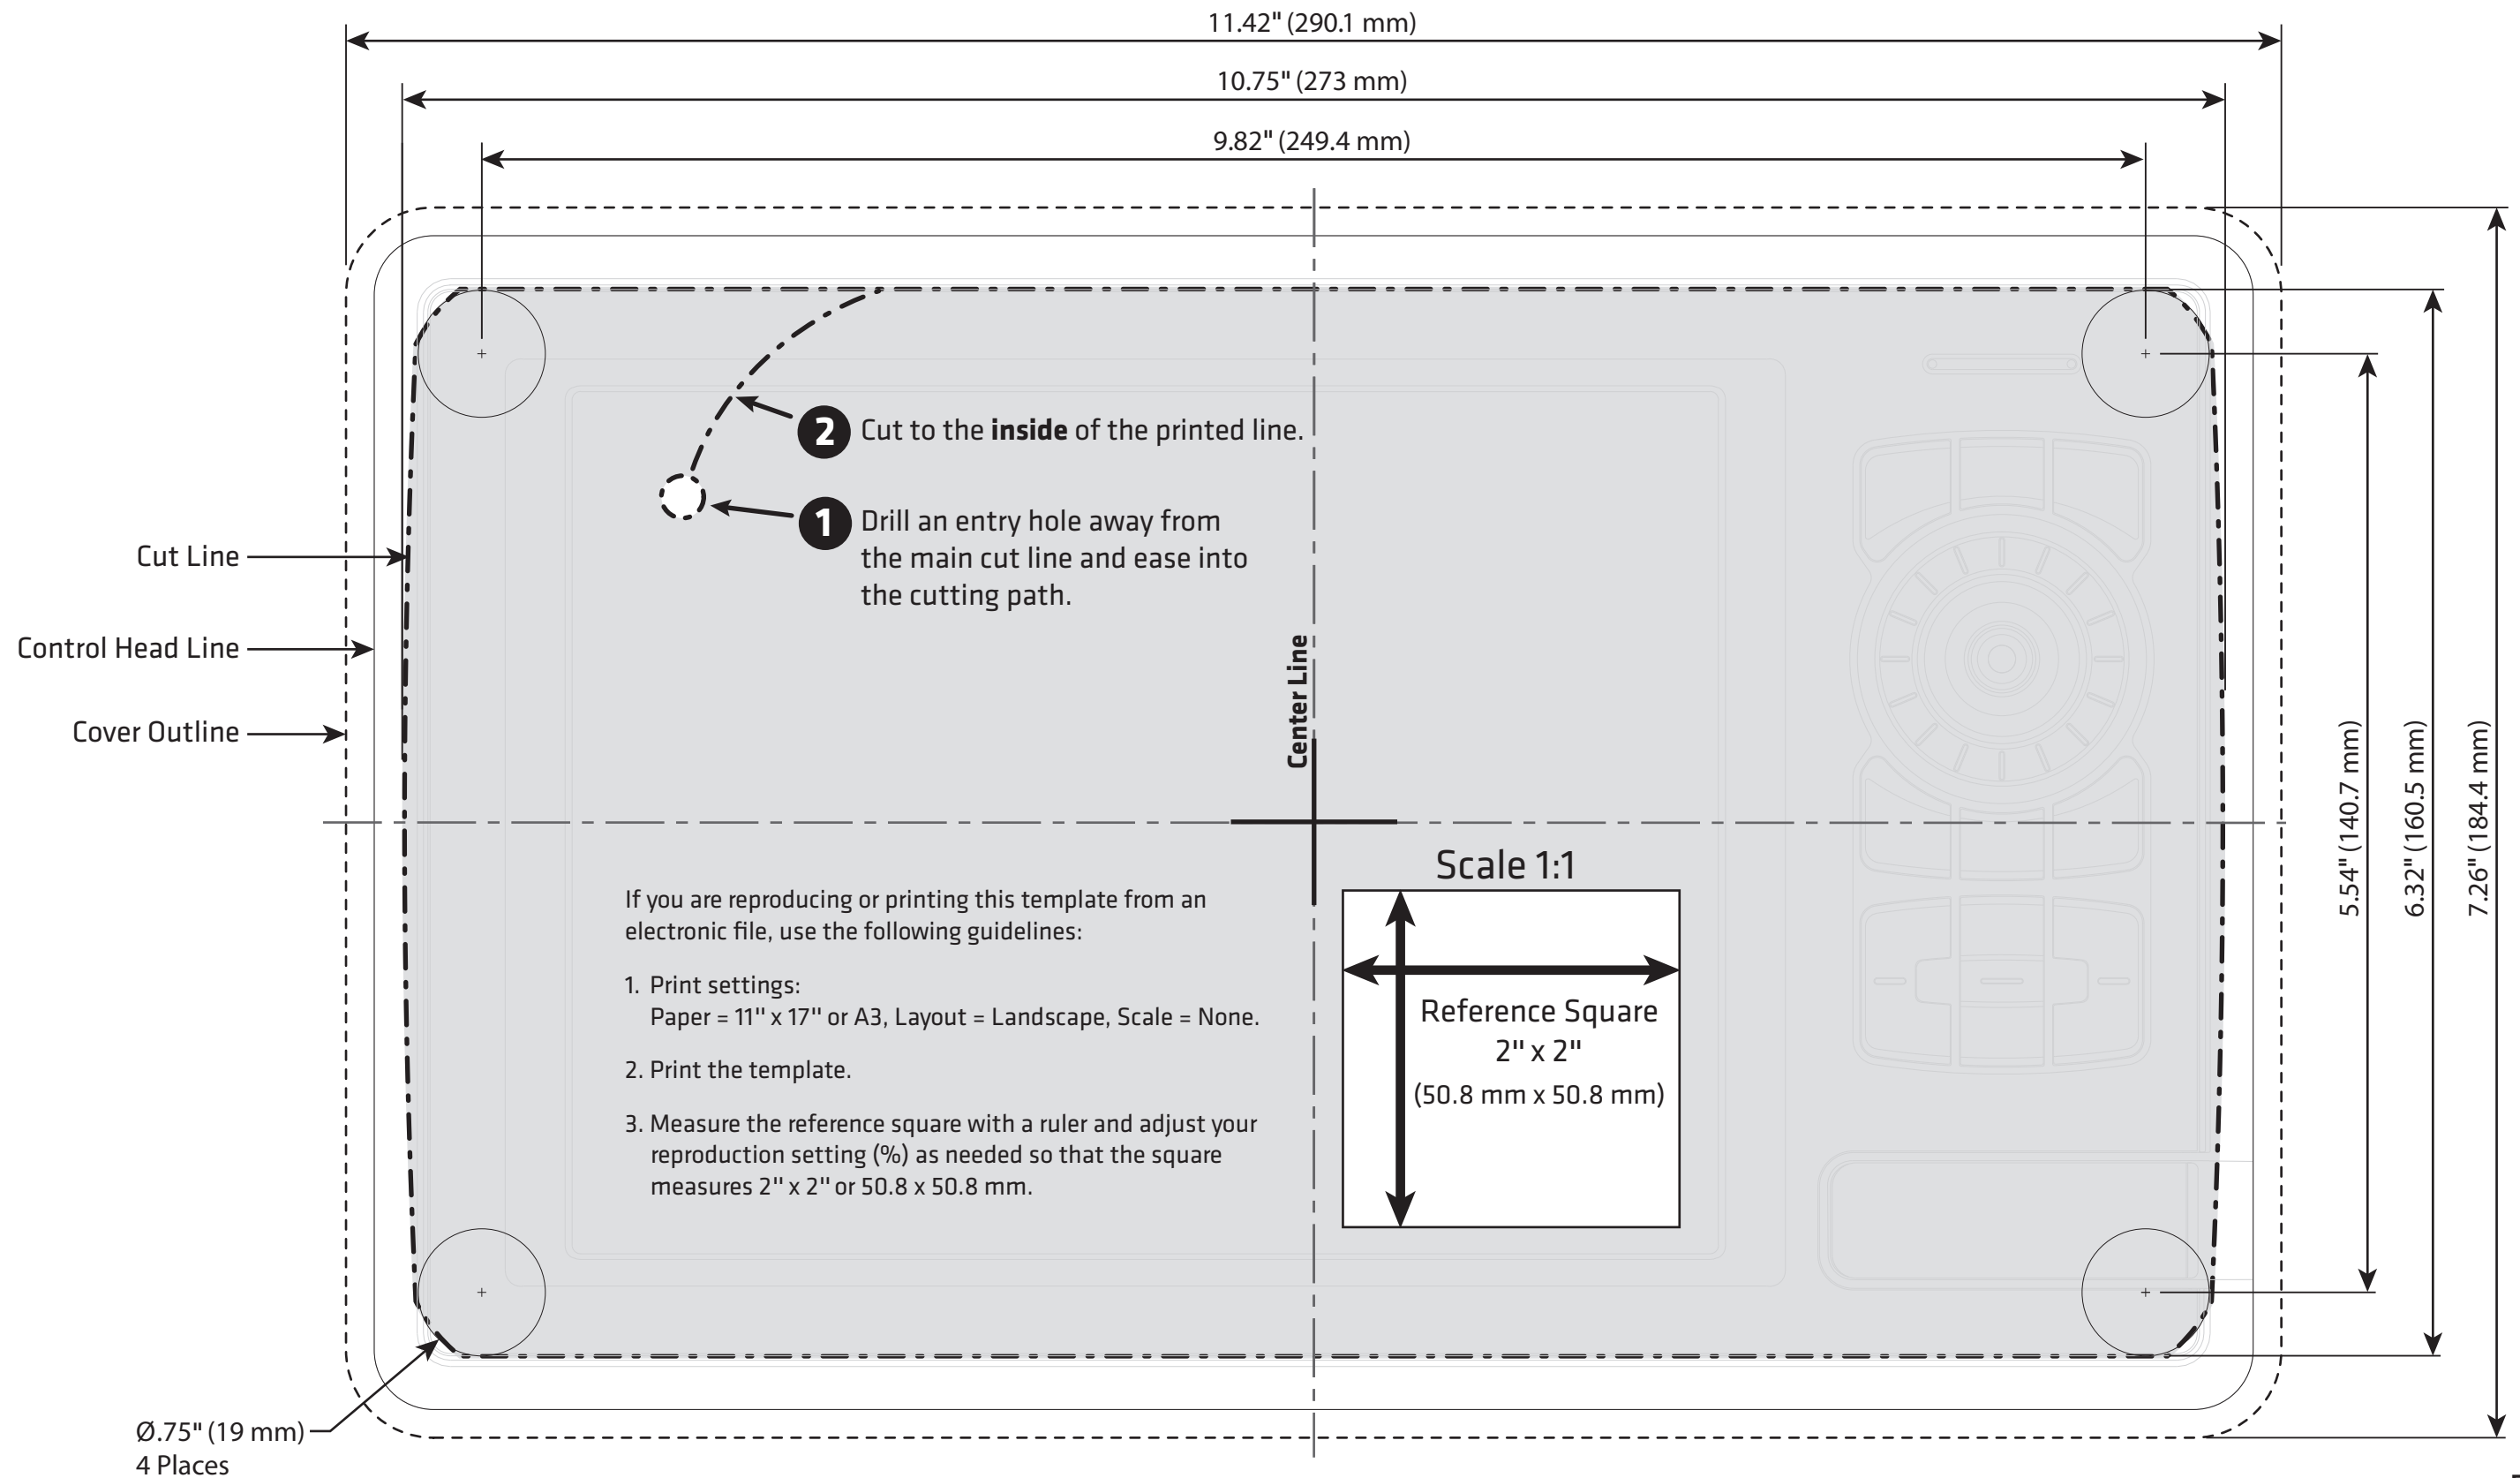 11.42" (290.1 mm)
10.75" (273 mm)
9.82" (249.4 mm)
2 Cut to the inside of the printed line.
1 Drill an entry hole away from
the main cut line and ease into
the cutting path.
Cut Line
Control Head Line
Cover Outline
Center Line
5.54" (140.7 mm)
6.32" (160.5 mm)
7.26" (184.4 mm)
Scale 1:1
Reference Square
2" x 2"
(50.8 mm x 50.8 mm)
If you are reproducing or printing this template from an
electronic file, use the following guidelines:
1. Print settings:
Paper = 11" x 17" or A3, Layout = Landscape, Scale = None.
2. Print the template.
3. Measure the reference square with a ruler and adjust your
reproduction setting (%) as needed so that the square
measures 2" x 2" or 50.8 x 50.8 mm.
Ø.75" (19 mm)
4 Places